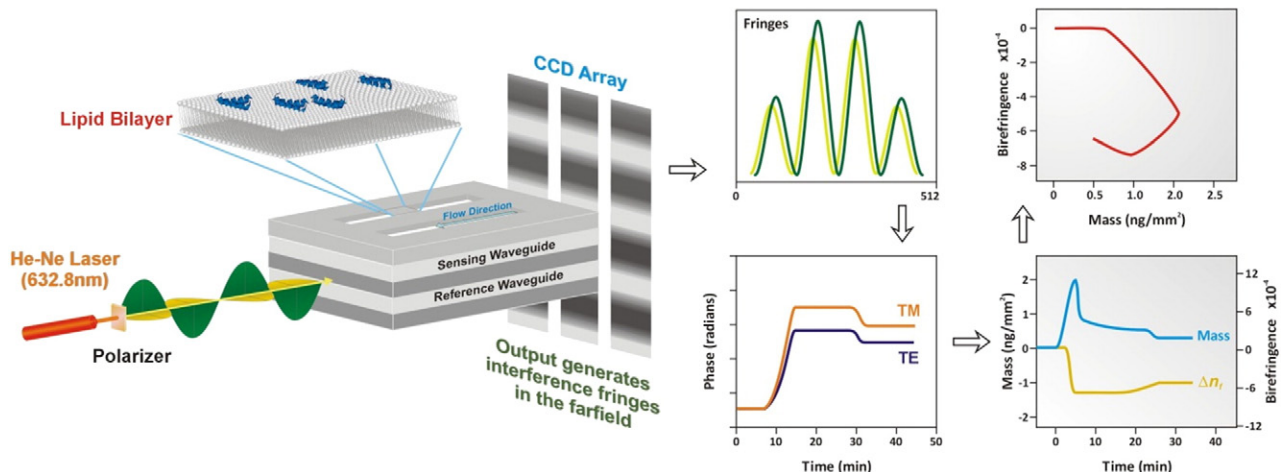 Lipid Bilayer
CCD Array
Flow Direction
Sensing Waveguide
Reference Waveguide
He-Ne Laser
(632.8nm)
Polarizer
Output generates
interference fringes
in the farfield
Fringes
0
512
Birefringence x10⁻⁴
0
-2
-4
-6
-8
0
0.5
1.0
2.0
2.5
Mass (ng/mm²)
Phase (radians)
TM
TE
0
10
20
30
40
50
Time (min)
Mass (ng/mm²)
2
1
0
-1
-2
Mass
Δnf
12
6
0
-6
-12
Birefringence x10⁻⁴
0
10
20
30
40
Time (min)